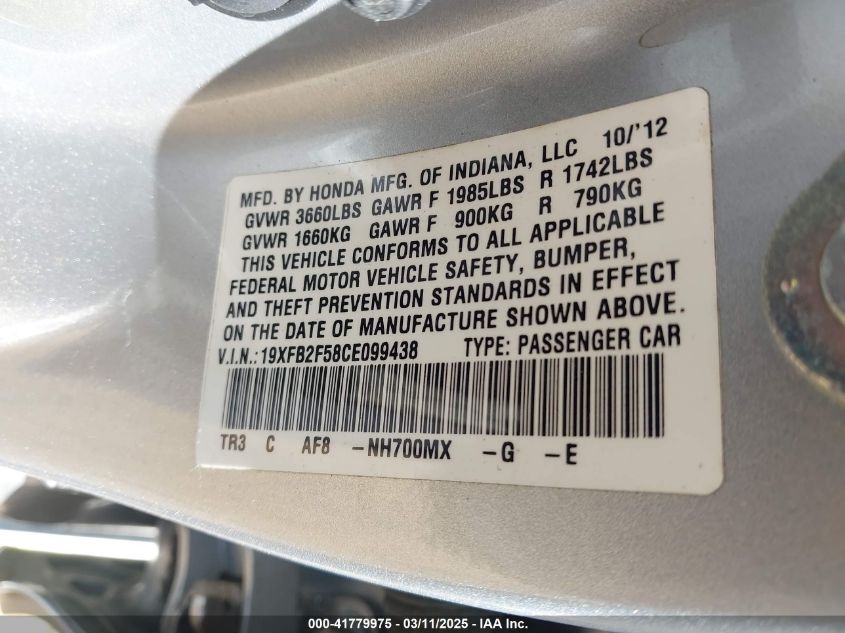 MFD. BY HONDA MFG. OF INDIANA, LLC 10/'12
GVWR 3660LBS GAWR F 1985LBS R 1742LBS
GVWR 1660KG GAWR F 900KG R 790KG
THIS VEHICLE CONFORMS TO ALL APPLICABLE
FEDERAL MOTOR VEHICLE SAFETY, BUMPER,
AND THEFT PREVENTION STANDARDS IN EFFECT
ON THE DATE OF MANUFACTURE SHOWN ABOVE.
V.I.N.: 19XFB2F58CE099438 TYPE: PASSENGER CAR
TR3 C AF8 -NH700MX -G -E
000-41779975 - 03/11/2025 - IAA Inc.